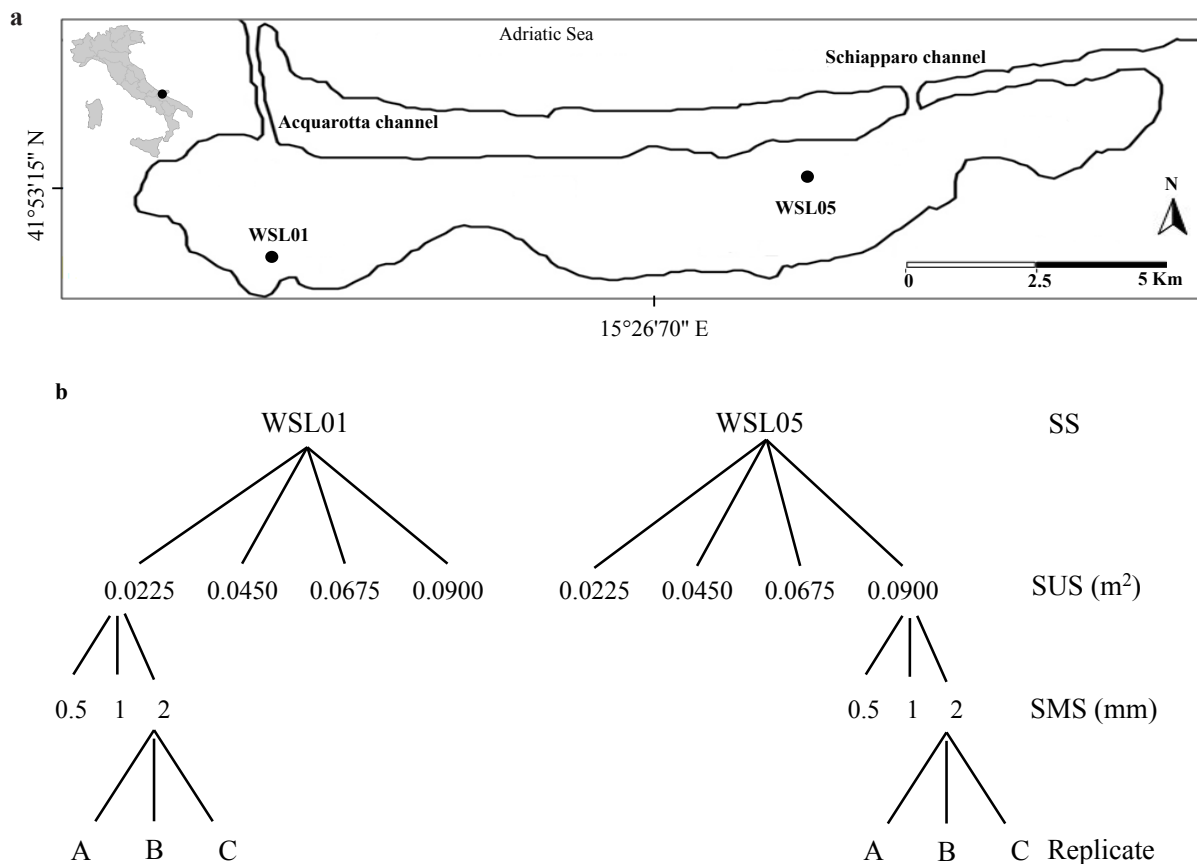 a
Adriatic Sea
Schiapparo channel
Acquarotta channel
41°53'15" N
WSL05
WSL01
N
0 2.5 5 Km
15°26'70" E
b
WSL01 WSL05 SS
0.0225 0.0450 0.0675 0.0900 0.0225 0.0450 0.0675 0.0900 SUS (m²)
0.5 1 2 0.5 1 2 SMS (mm)
A B C A B C Replicate